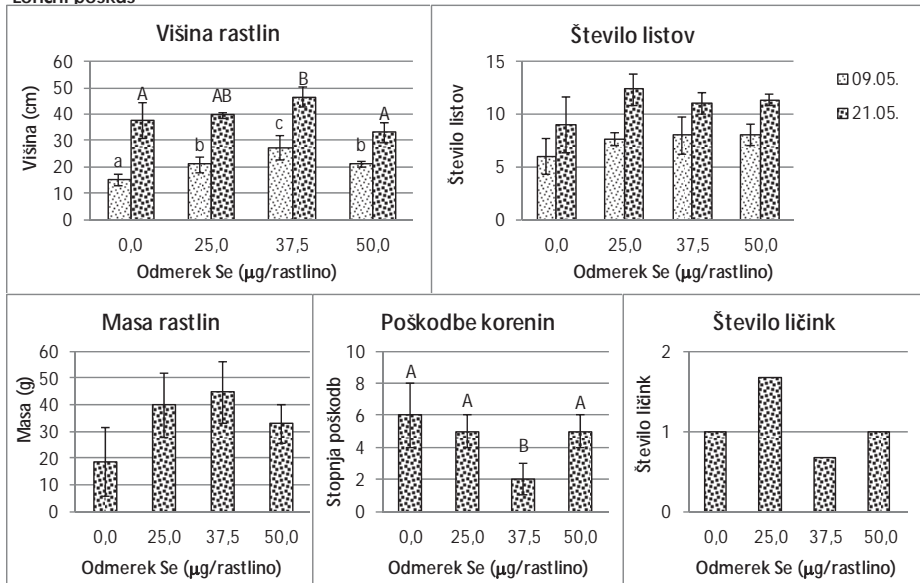 Lončni poskus
Višina rastlin
Višina (cm)
60
50
40
30
20
10
0
a
A
b
AB
c
B
b
A
0,0 25,0 37,5 50,0
Odmerek Se (µg/rastlino)
Število listov
Število listov
15
10
5
0
0,0 25,0 37,5 50,0
Odmerek Se (µg/rastlino)
09.05.
21.05.
Masa rastlin
Masa (g)
60
50
40
30
20
10
0
0,0 25,0 37,5 50,0
Odmerek Se (µg/rastlino)
Poškodbe korenin
Stopnja poškodb
10
8
6
4
2
0
A
A
B
A
0,0 25,0 37,5 50,0
Odmerek Se (µg/rastlino)
Število ličink
Število ličink
2
1
0
0,0 25,0 37,5 50,0
Odmerek Se (µg/rastlino)